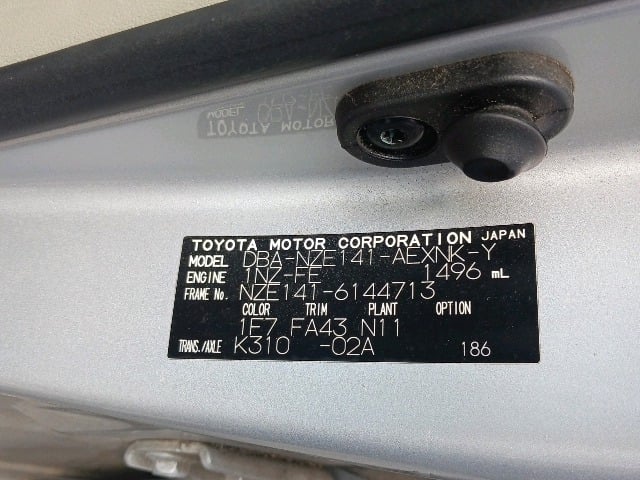 TOYOTA MOTOR CORPORATION JAPAN
MODEL DBA-NZE141-AEXNK-Y
ENGINE 1NZ-FE 1496 mL
FRAME No. NZE141-6144713
COLOR TRIM PLANT OPTION
1E7 FA43 N11
TRANS./AXLE K310 -02A 186